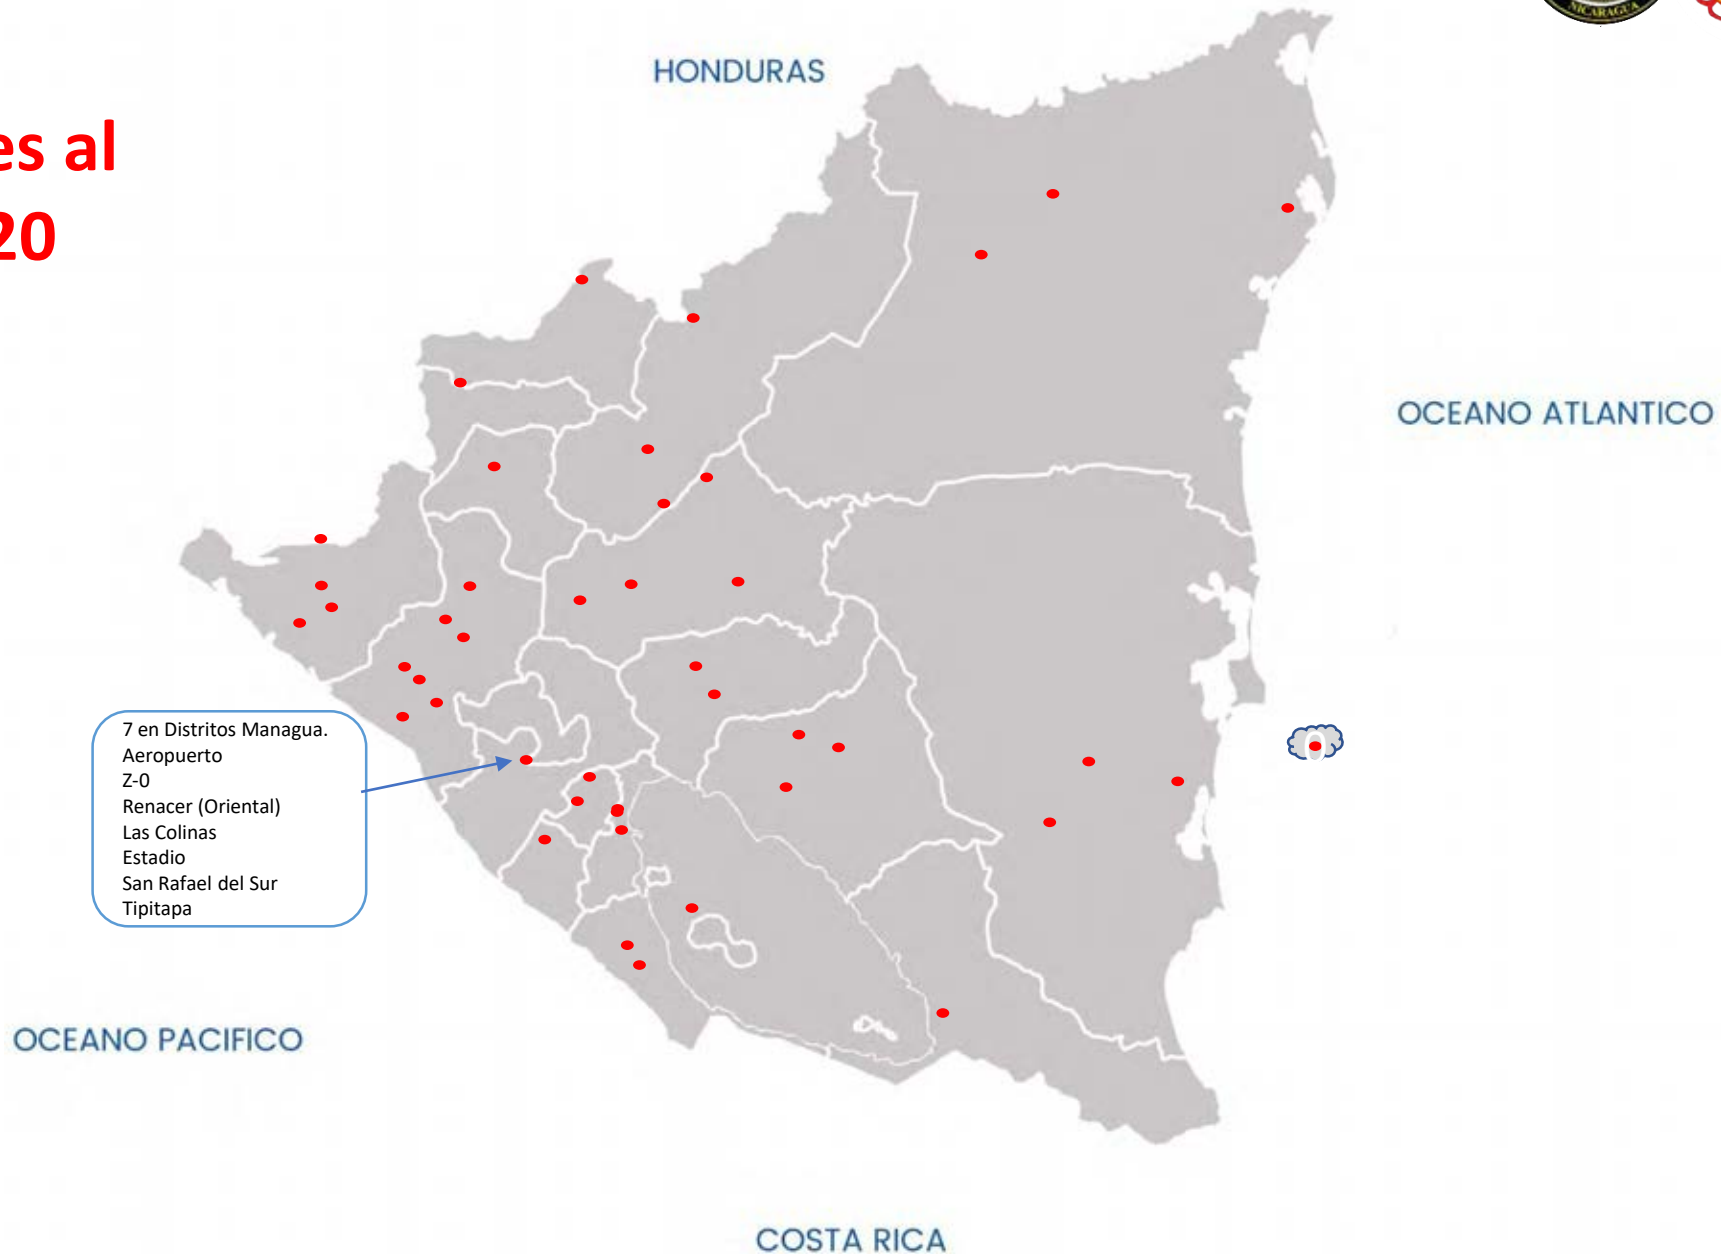 NICARAGUA
HONDURAS
es al
20
OCEANO ATLANTICO
7 en Distritos Managua.
Aeropuerto
Z-0
Renacer (Oriental)
Las Colinas
Estadio
San Rafael del Sur
Tipitapa
OCEANO PACIFICO
COSTA RICA